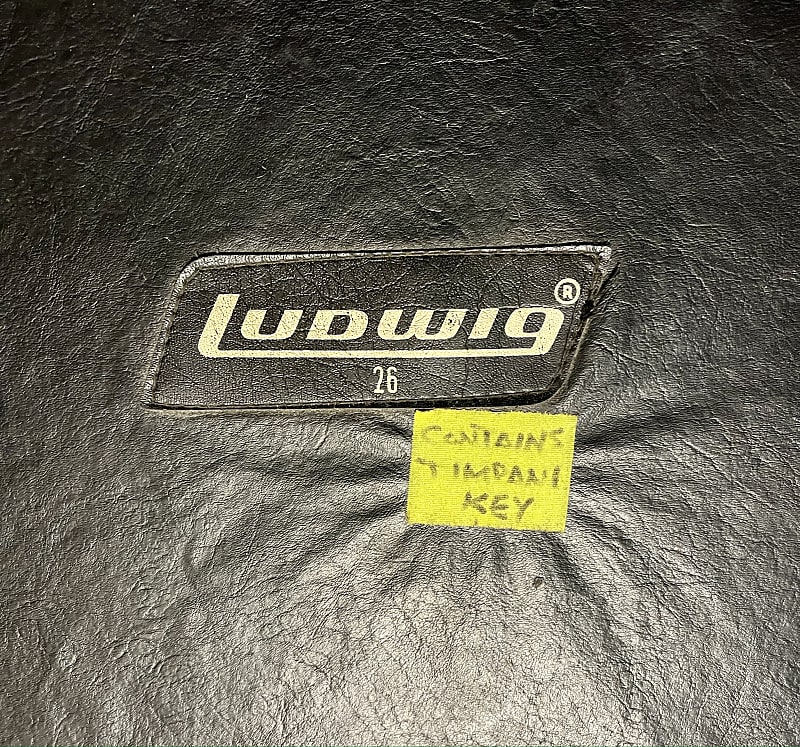 LUDWIG®
26
CONTAINS
TIMPANI
KEY